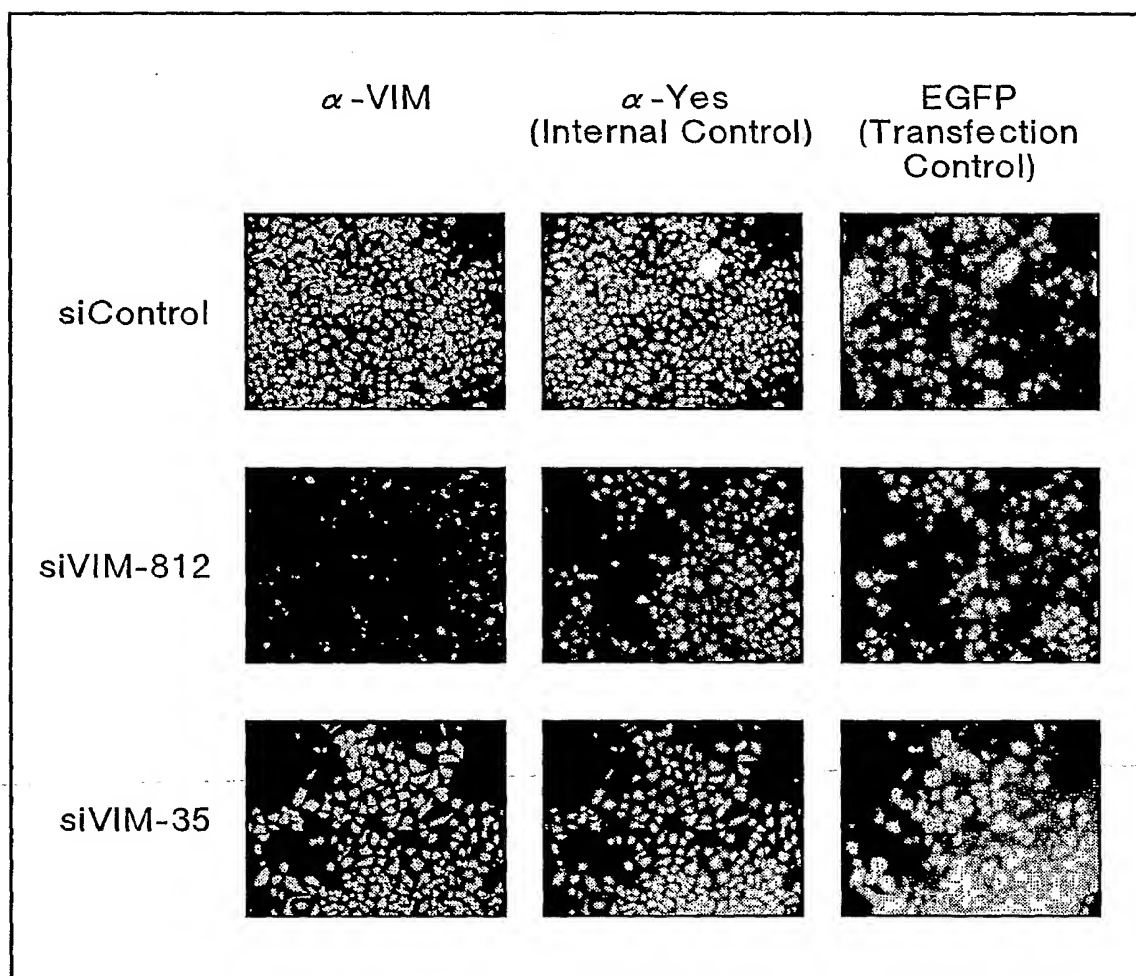 α-VIM
α-Yes
(Internal Control)
EGFP
(Transfection
Control)
siControl
siVIM-812
siVIM-35